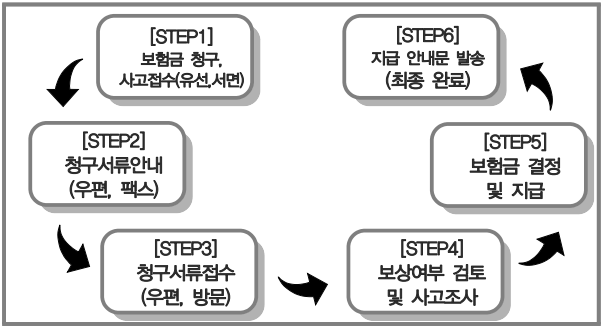 [STEP1]
보험금 청구,
사고접수(유선,서면)
[STEP2]
청구서류안내
(우편, 팩스)
[STEP3]
청구서류접수
(우편, 방문)
[STEP4]
보상여부 검토
및 사고조사
[STEP5]
보험금 결정
및 지급
[STEP6]
지급 안내문 발송
(최종 완료)